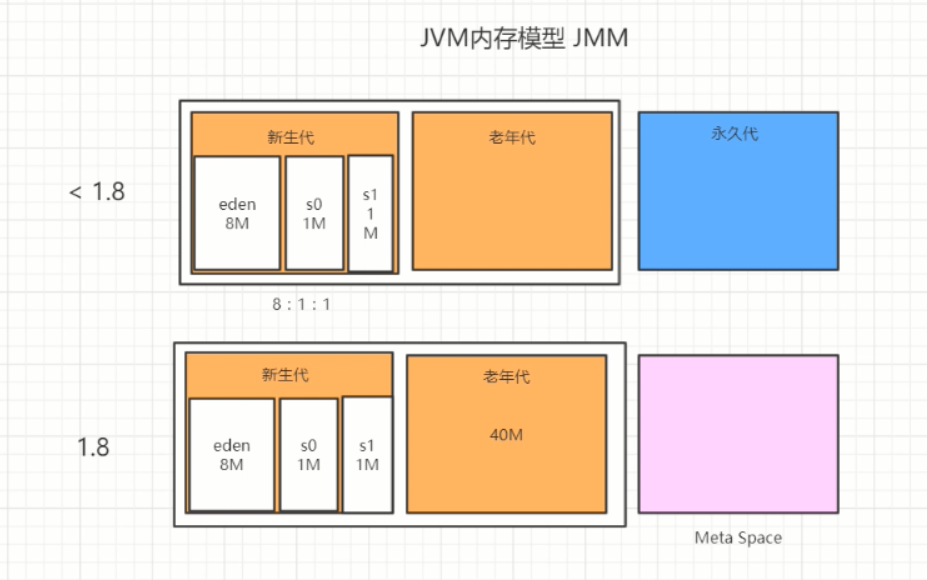 JVM内存模型 JMM
< 1.8
新生代
eden
8M
s0
1M
s1
1
M
老年代
永久代
8 : 1 : 1
1.8
新生代
eden
8M
s0
1M
s1
1M
老年代
40M
Meta Space